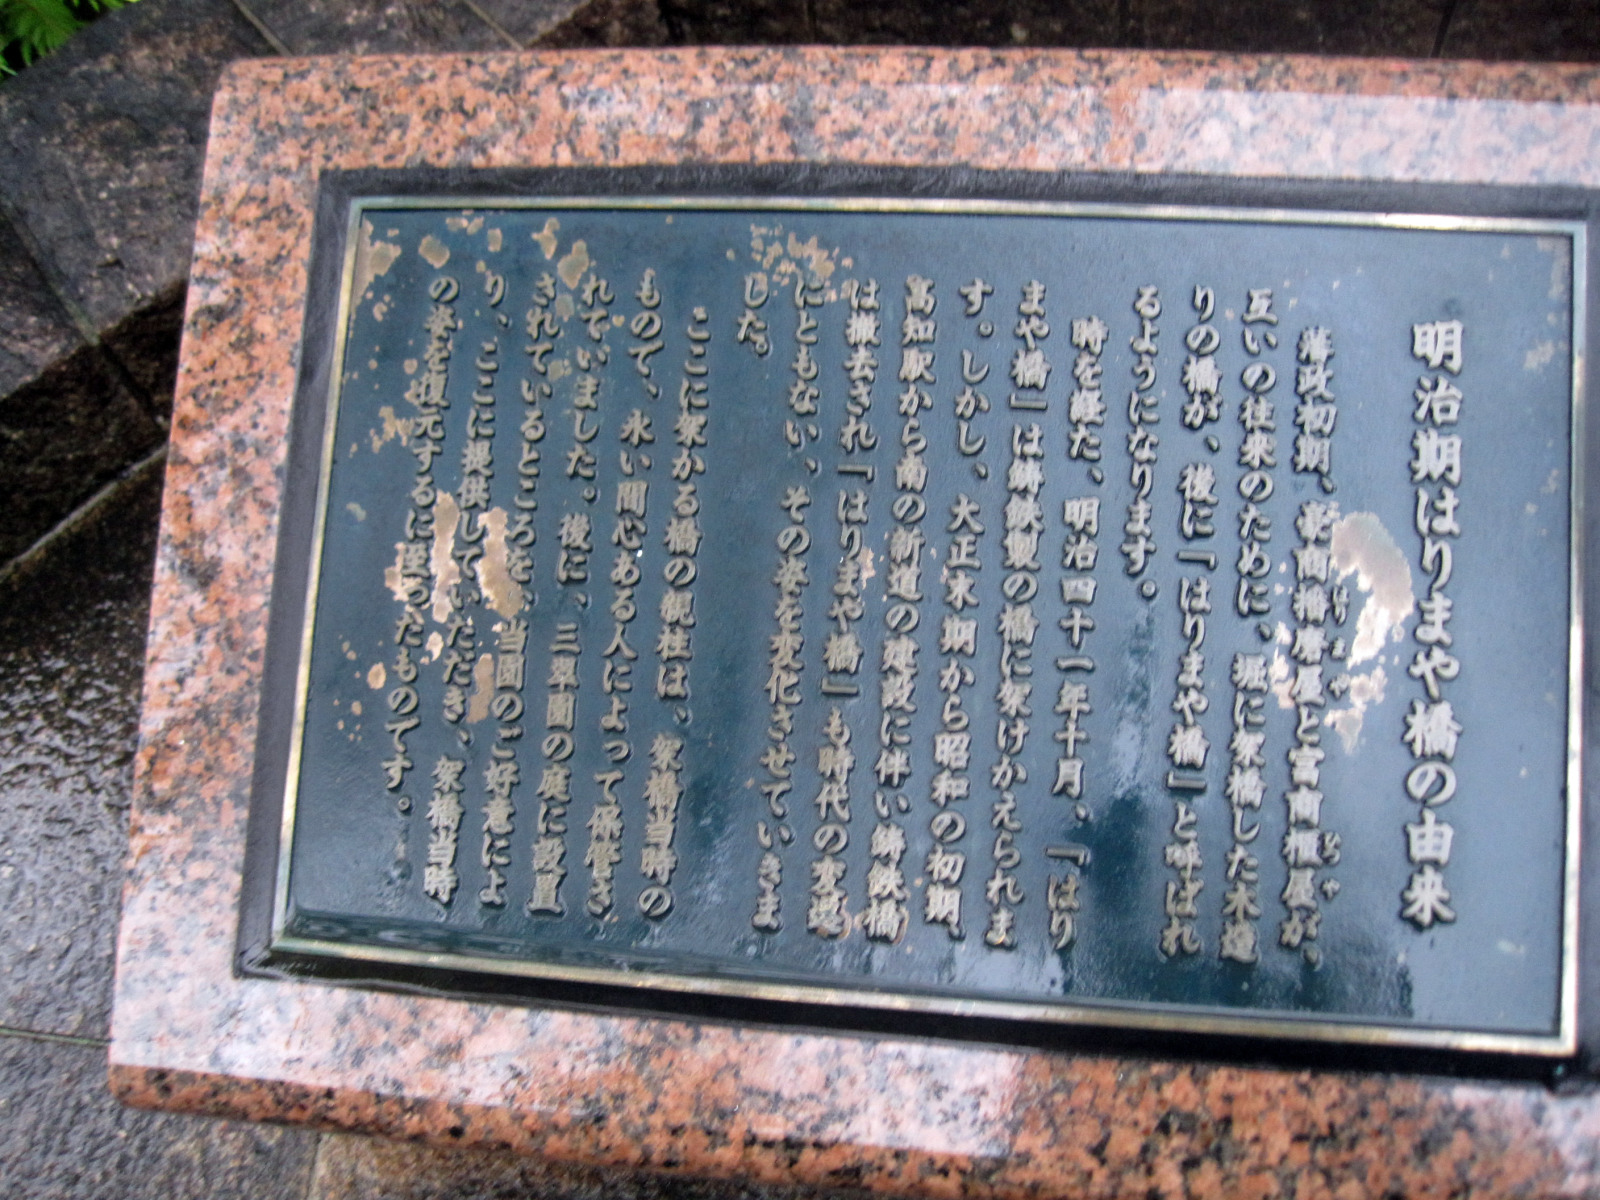 明治期はりまや橋の由来
藩政初期、豪商播磨屋と富商櫃屋が、
はりまや
ひつや
互いの往来のために、堀に架橋した木造
りの橋が、後に「はりまや橋」と呼ばれ
るようになります。
時を経た、明治四十一年十月、「はり
まや橋」は鋳鉄製の橋に架けかえられま
す。しかし、大正末期から昭和の初期、
高知駅から南の新道の建設に伴い鋳鉄橋
は撤去され「はりまや橋」も時代の変遷
にともない、その姿を変化させていきま
した。
ここに架かる橋の親柱は、架橋当時の
もので、永い間心ある人によって保管さ
れていました。後に、三翠園の庭に設置
されているところを、当園のご好意によ
り、ここに提供していただき、架橋当時
の姿を復元するに至ったものです。